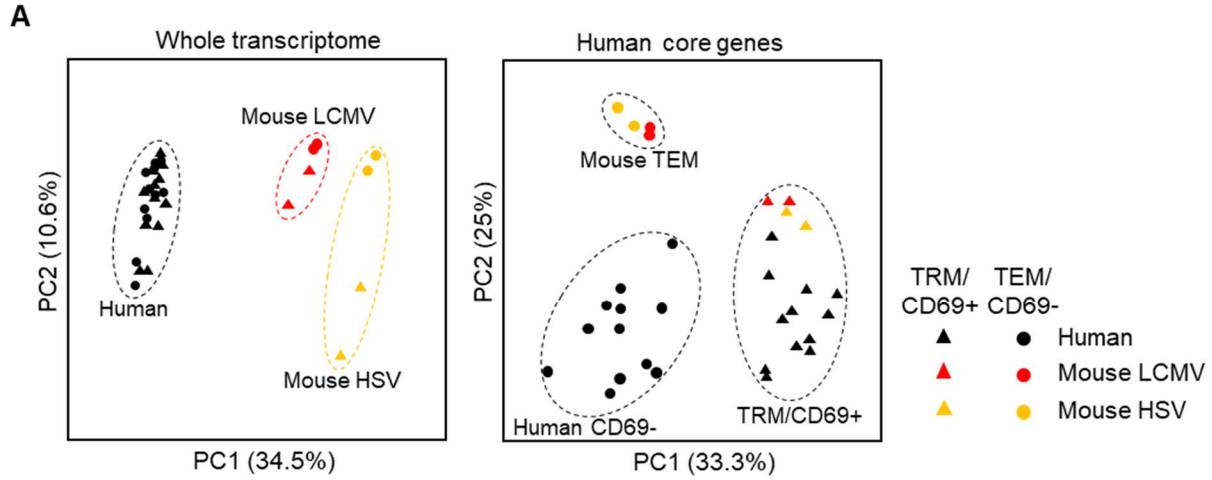 A
Whole transcriptome
Human core genes
Mouse LCMV
Human
Mouse HSV
PC2 (10.6%)
PC1 (34.5%)
Mouse TEM
Human CD69-
TRM/CD69+
PC2 (25%)
PC1 (33.3%)
TRM/ TEM/
CD69+ CD69-
Human
Mouse LCMV
Mouse HSV